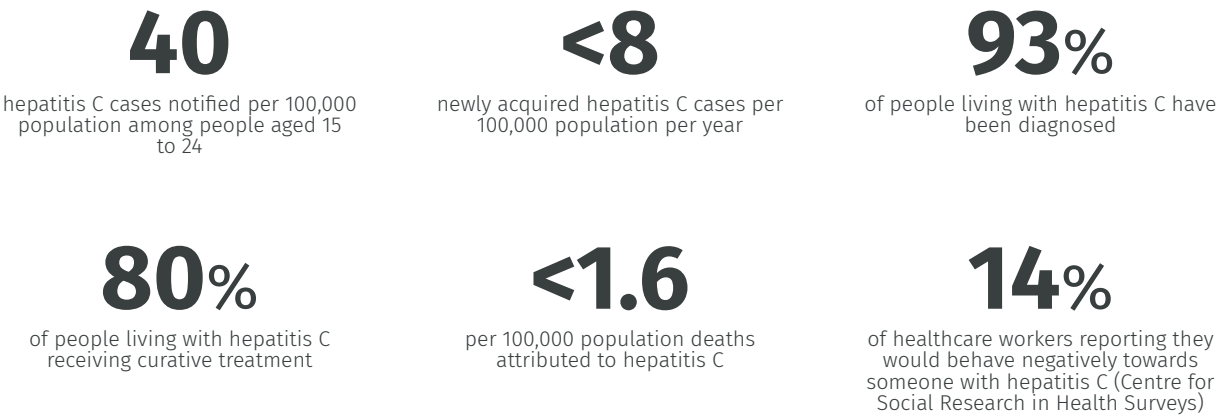 40
hepatitis C cases notified per 100,000
population among people aged 15
to 24
<8
newly acquired hepatitis C cases per
100,000 population per year
93%
of people living with hepatitis C have
been diagnosed
80%
of people living with hepatitis C
receiving curative treatment
<1.6
per 100,000 population deaths
attributed to hepatitis C
14%
of healthcare workers reporting they
would behave negatively towards
someone with hepatitis C (Centre for
Social Research in Health Surveys)